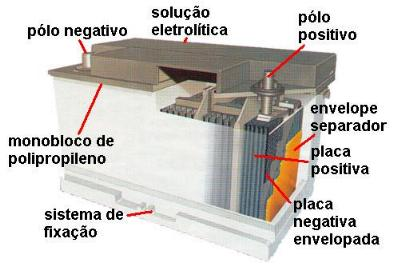 solução
eletrolítica
pólo negativo
pólo
positivo
envelope
separador
monobloco de
polipropileno
placa
positiva
placa
negativa
envelopada
sistema de
fixação